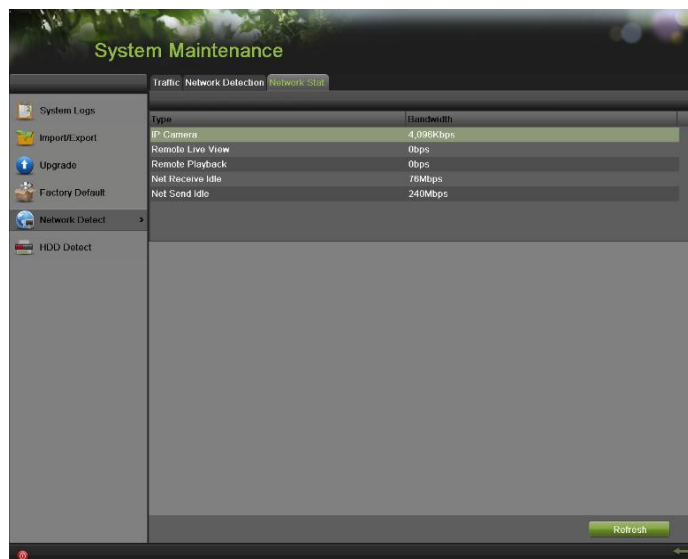 System Maintenance
Traffic Network Detection Network Stat
System Logs
Import/Export
Upgrade
Factory Default
Network Detect >
HDD Detect
Type Bandwidth
IP Camera 4,096Kbps
Remote Live View 0bps
Remote Playback 0bps
Net Receive Idle 76Mbps
Net Send Idle 240Mbps
Refresh